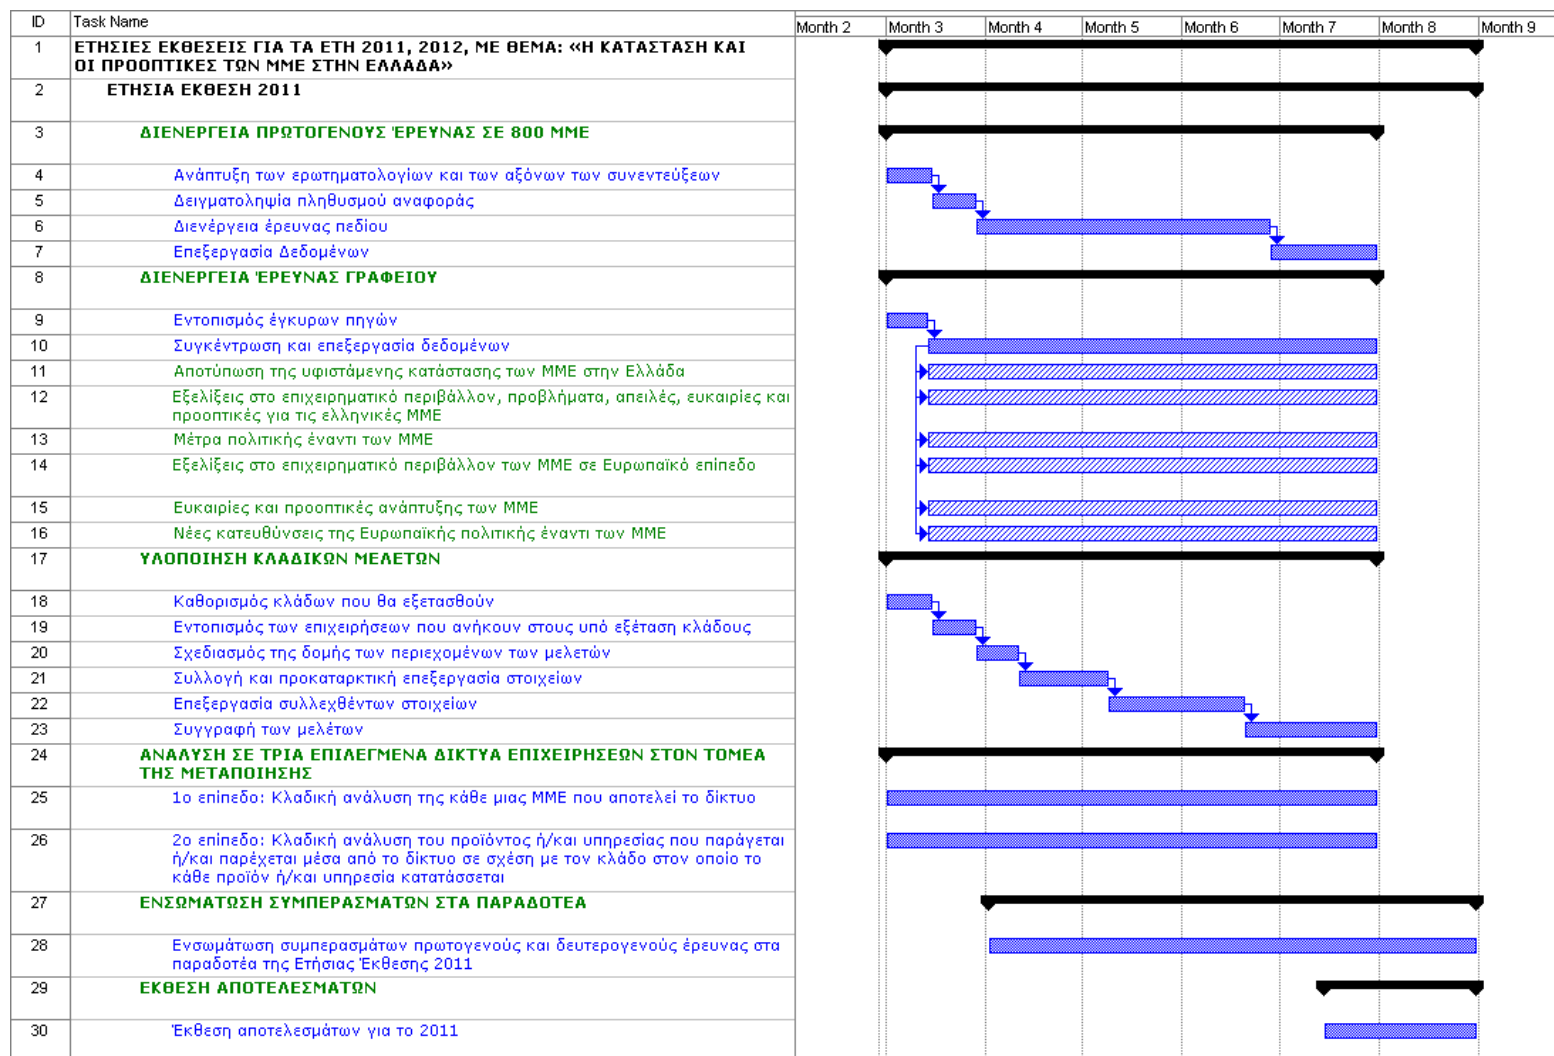 ID Task Name Month 2 Month 3 Month 4 Month 5 Month 6 Month 7 Month 8 Month 9
1 ΕΤΗΣΙΕΣ ΕΚΘΕΣΕΙΣ ΓΙΑ ΤΑ ΕΤΗ 2011, 2012, ΜΕ ΘΕΜΑ: «Η ΚΑΤΑΣΤΑΣΗ ΚΑΙ
ΟΙ ΠΡΟΟΠΤΙΚΕΣ ΤΩΝ ΜΜΕ ΣΤΗΝ ΕΛΛΑΔΑ»
2 ΕΤΗΣΙΑ ΕΚΘΕΣΗ 2011
3 ΔΙΕΝΕΡΓΕΙΑ ΠΡΩΤΟΓΕΝΟΥΣ ΈΡΕΥΝΑΣ ΣΕ 800 ΜΜΕ
4 Ανάπτυξη των ερωτηματολογίων και των αξόνων των συνεντεύξεων
5 Δειγματοληψία πληθυσμού αναφοράς
6 Διενέργεια έρευνας πεδίου
7 Επεξεργασία Δεδομένων
8 ΔΙΕΝΕΡΓΕΙΑ ΈΡΕΥΝΑΣ ΓΡΑΦΕΙΟΥ
9 Εντοπισμός έγκυρων πηγών
10 Συγκέντρωση και επεξεργασία δεδομένων
11 Αποτύπωση της υφιστάμενης κατάστασης των ΜΜΕ στην Ελλάδα
12 Εξελίξεις στο επιχειρηματικό περιβάλλον, προβλήματα, απειλές, ευκαιρίες και
προοπτικές για τις ελληνικές ΜΜΕ
13 Μέτρα πολιτικής έναντι των ΜΜΕ
14 Εξελίξεις στο επιχειρηματικό περιβάλλον των ΜΜΕ σε Ευρωπαϊκό επίπεδο
15 Ευκαιρίες και προοπτικές ανάπτυξης των ΜΜΕ
16 Νέες κατευθύνσεις της Ευρωπαϊκής πολιτικής έναντι των ΜΜΕ
17 ΥΛΟΠΟΙΗΣΗ ΚΛΑΔΙΚΩΝ ΜΕΛΕΤΩΝ
18 Καθορισμός κλάδων που θα εξετασθούν
19 Εντοπισμός των επιχειρήσεων που ανήκουν στους υπό εξέταση κλάδους
20 Σχεδιασμός της δομής των περιεχομένων των μελετών
21 Συλλογή και προκαταρκτική επεξεργασία στοιχείων
22 Επεξεργασία συλλεχθέντων στοιχείων
23 Συγγραφή των μελέτων
24 ΑΝΑΛΥΣΗ ΣΕ ΤΡΙΑ ΕΠΙΛΕΓΜΕΝΑ ΔΙΚΤΥΑ ΕΠΙΧΕΙΡΗΣΕΩΝ ΣΤΟΝ ΤΟΜΕΑ
ΤΗΣ ΜΕΤΑΠΟΙΗΣΗΣ
25 1ο επίπεδο: Κλαδική ανάλυση της κάθε μιας ΜΜΕ που αποτελεί το δίκτυο
26 2ο επίπεδο: Κλαδική ανάλυση του προϊόντος ή/και υπηρεσίας που παράγεται
ή/και παρέχεται μέσα από το δίκτυο σε σχέση με τον κλάδο στον οποίο το
κάθε προϊόν ή/και υπηρεσία κατατάσσεται
27 ΕΝΣΩΜΑΤΩΣΗ ΣΥΜΠΕΡΑΣΜΑΤΩΝ ΣΤΑ ΠΑΡΑΔΟΤΕΑ
28 Ενσωμάτωση συμπερασμάτων πρωτογενούς και δευτερογενούς έρευνας στα
παραδοτέα της Ετήσιας Έκθεσης 2011
29 ΕΚΘΕΣΗ ΑΠΟΤΕΛΕΣΜΑΤΩΝ
30 Έκθεση αποτελεσμάτων για το 2011